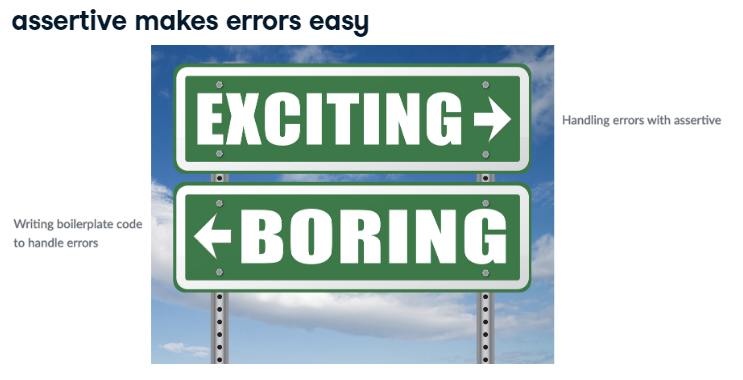 assertive makes errors easy
EXCITING
Handling errors with assertive
BORING
Writing boilerplate code
to handle errors